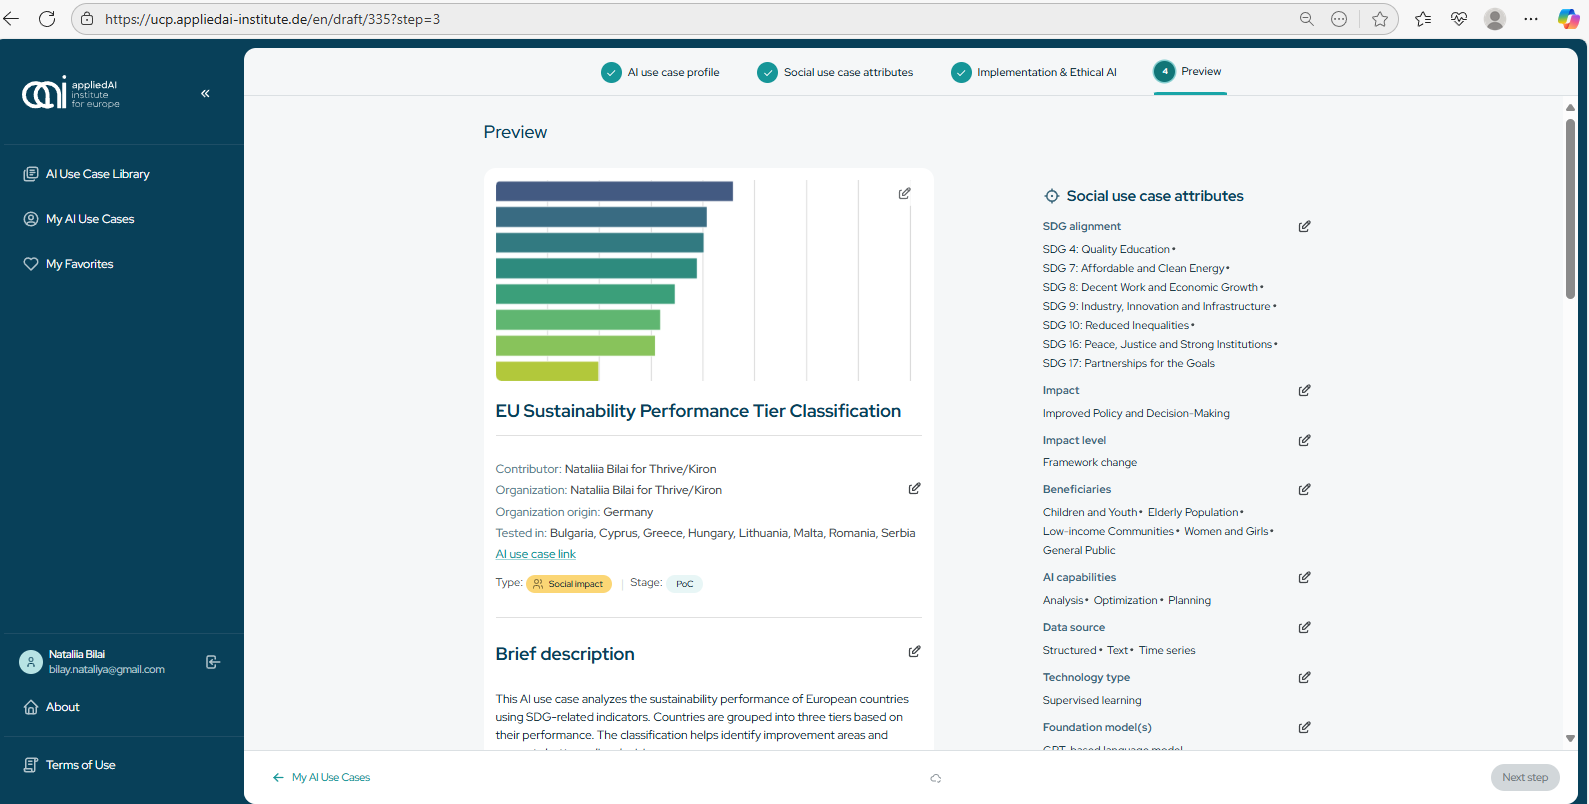 https://ucp.appliedai-institute.de/en/draft/335?step=3
appliedAI
institute
for europe
AI Use Case Library
My AI Use Cases
My Favorites
Nataliia Bilai
bilay.nataliya@gmail.com
About
Terms of Use
AI use case profile
Social use case attributes
Implementation & Ethical AI
4 Preview
Preview
EU Sustainability Performance Tier Classification
Contributor: Nataliia Bilai for Thrive/Kiron
Organization: Nataliia Bilai for Thrive/Kiron
Organization origin: Germany
Tested in: Bulgaria, Cyprus, Greece, Hungary, Lithuania, Malta, Romania, Serbia
AI use case link
Type: Social impact | Stage: PoC
Brief description
This AI use case analyzes the sustainability performance of European countries
using SDG-related indicators. Countries are grouped into three tiers based on
their performance. The classification helps identify improvement areas and
Social use case attributes
SDG alignment
SDG 4: Quality Education •
SDG 7: Affordable and Clean Energy •
SDG 8: Decent Work and Economic Growth •
SDG 9: Industry, Innovation and Infrastructure •
SDG 10: Reduced Inequalities •
SDG 16: Peace, Justice and Strong Institutions •
SDG 17: Partnerships for the Goals
Impact
Improved Policy and Decision-Making
Impact level
Framework change
Beneficiaries
Children and Youth • Elderly Population •
Low-income Communities • Women and Girls •
General Public
AI capabilities
Analysis • Optimization • Planning
Data source
Structured • Text • Time series
Technology type
Supervised learning
Foundation model(s)
GPT-based language model
My AI Use Cases
Next step